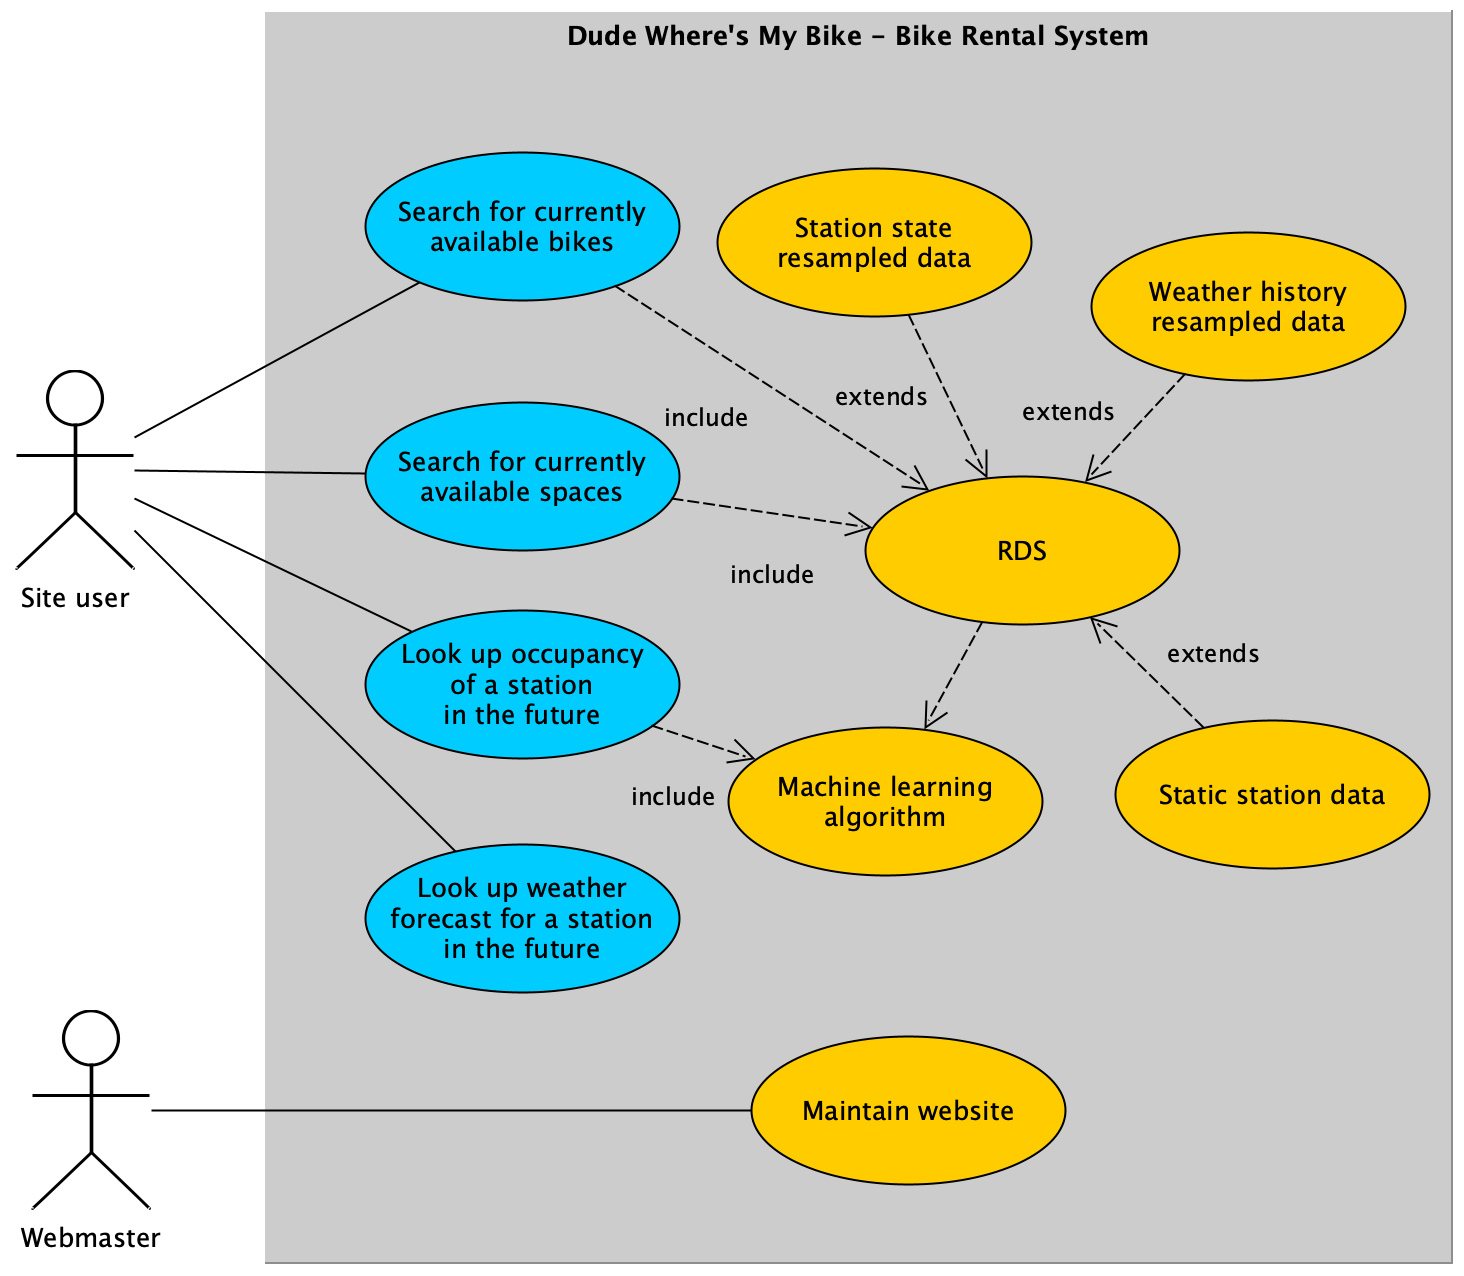 Dude Where's My Bike - Bike Rental System
Search for currently
available bikes
Station state
resampled data
Weather history
resampled data
extends
extends
include
Search for currently
available spaces
RDS
include
Site user
Look up occupancy
of a station
in the future
extends
include
Machine learning
algorithm
Static station data
Look up weather
forecast for a station
in the future
Maintain website
Webmaster